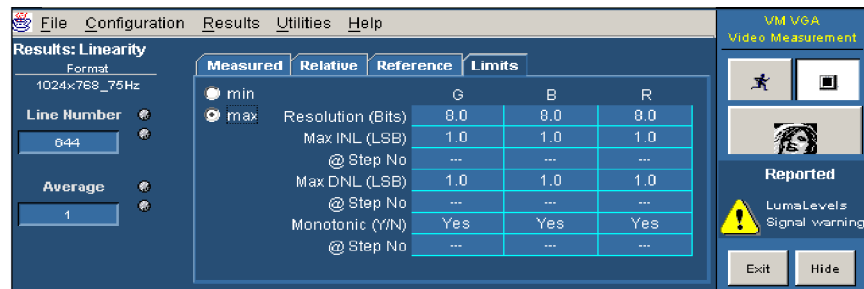 File Configuration Results Utilities Help
Results: Linearity
Format
1024x768_75Hz
Line Number
644
Average
1
Measured Relative Reference Limits
min
max
G B R
Resolution (Bits) 8.0 8.0 8.0
Max INL (LSB) 1.0 1.0 1.0
@ Step No --- --- ---
Max DNL (LSB) 1.0 1.0 1.0
@ Step No --- --- ---
Monotonic (Y/N) Yes Yes Yes
@ Step No --- --- ---
VM VGA
Video Measurement
Reported
LumaLevels
Signal warning
Exit Hide